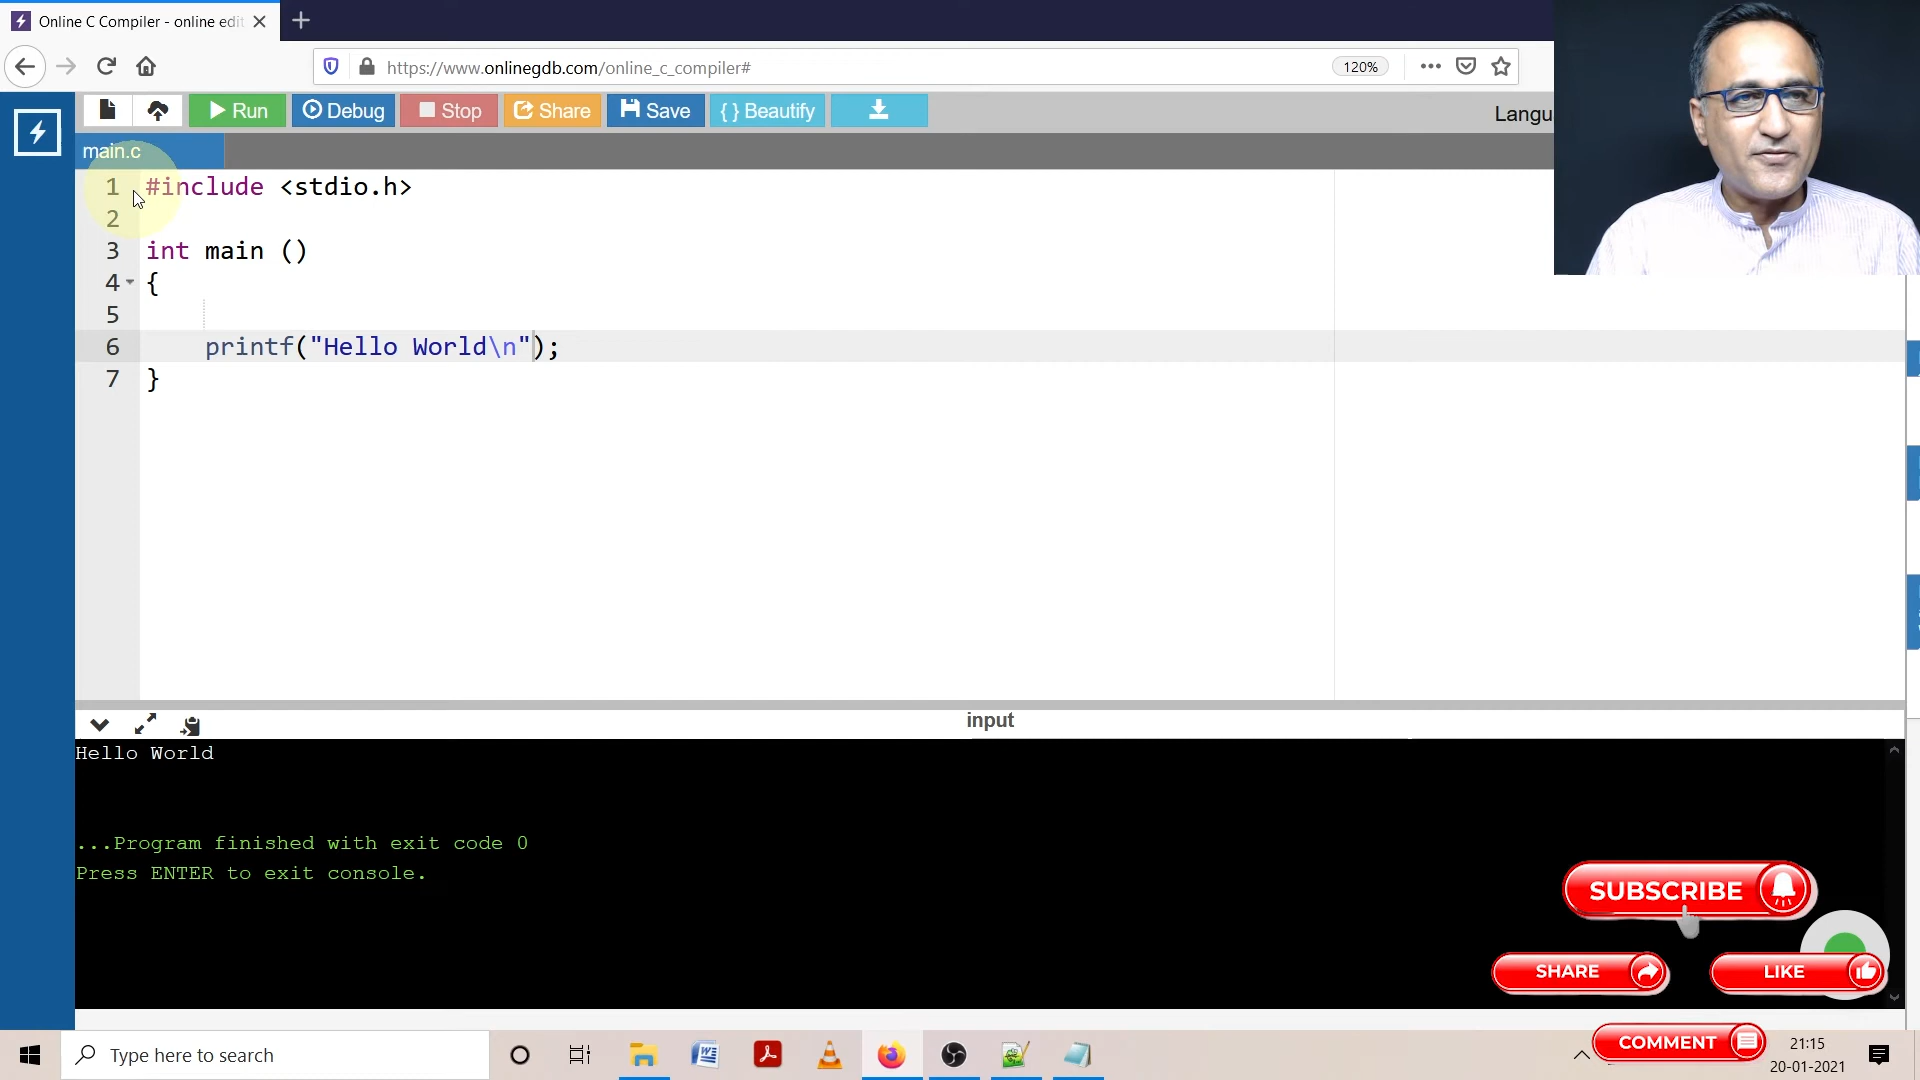 Online C Compiler - online edit
https://www.onlinegdb.com/online_c_compiler#
120%
Run
Debug
Stop
Share
Save
{ } Beautify
Langu
main.c
1 #include <stdio.h>
2
3 int main ()
4 {
5
6 printf("Hello World\n");
7 }
input
Hello World
...Program finished with exit code 0
Press ENTER to exit console.
SUBSCRIBE
SHARE
LIKE
COMMENT
Type here to search
21:15
20-01-2021